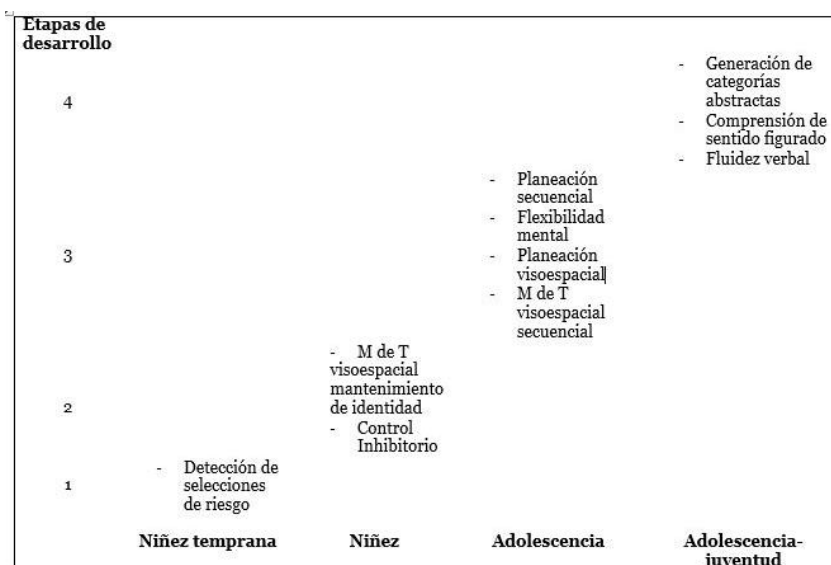 Etapas de
desarrollo
4
- Generación de
categorías
abstractas
- Comprensión de
sentido figurado
- Fluidez verbal
3
- Planeación
secuencial
- Flexibilidad
mental
- Planeación
visoespacial
- M de T
visoespacial
secuencial
2
- M de T
visoespacial
mantenimiento
de identidad
- Control
Inhibitorio
1
- Detección de
selecciones
de riesgo
Niñez temprana Niñez Adolescencia Adolescencia-
juventud